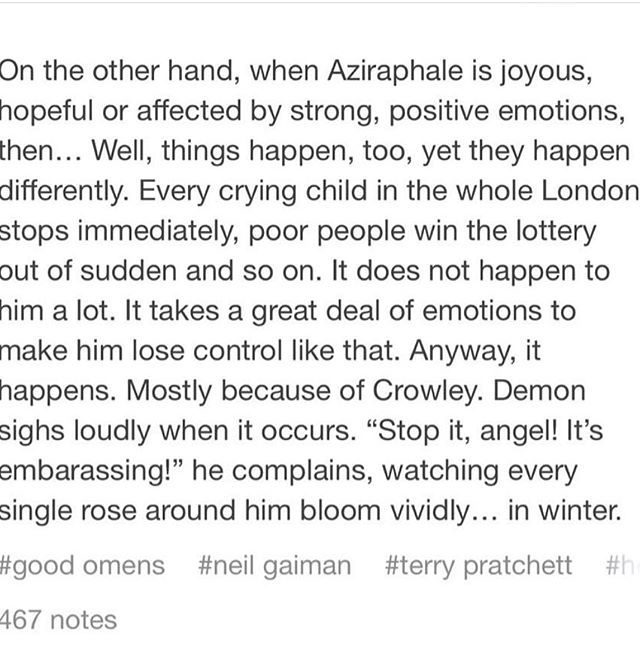 On the other hand, when Aziraphale is joyous,
hopeful or affected by strong, positive emotions,
then... Well, things happen, too, yet they happen
differently. Every crying child in the whole London
stops immediately, poor people win the lottery
out of sudden and so on. It does not happen to
him a lot. It takes a great deal of emotions to
make him lose control like that. Anyway, it
happens. Mostly because of Crowley. Demon
sighs loudly when it occurs. “Stop it, angel! It’s
embarassing!” he complains, watching every
single rose around him bloom vividly... in winter.
#good omens #neil gaiman #terry pratchett
467 notes